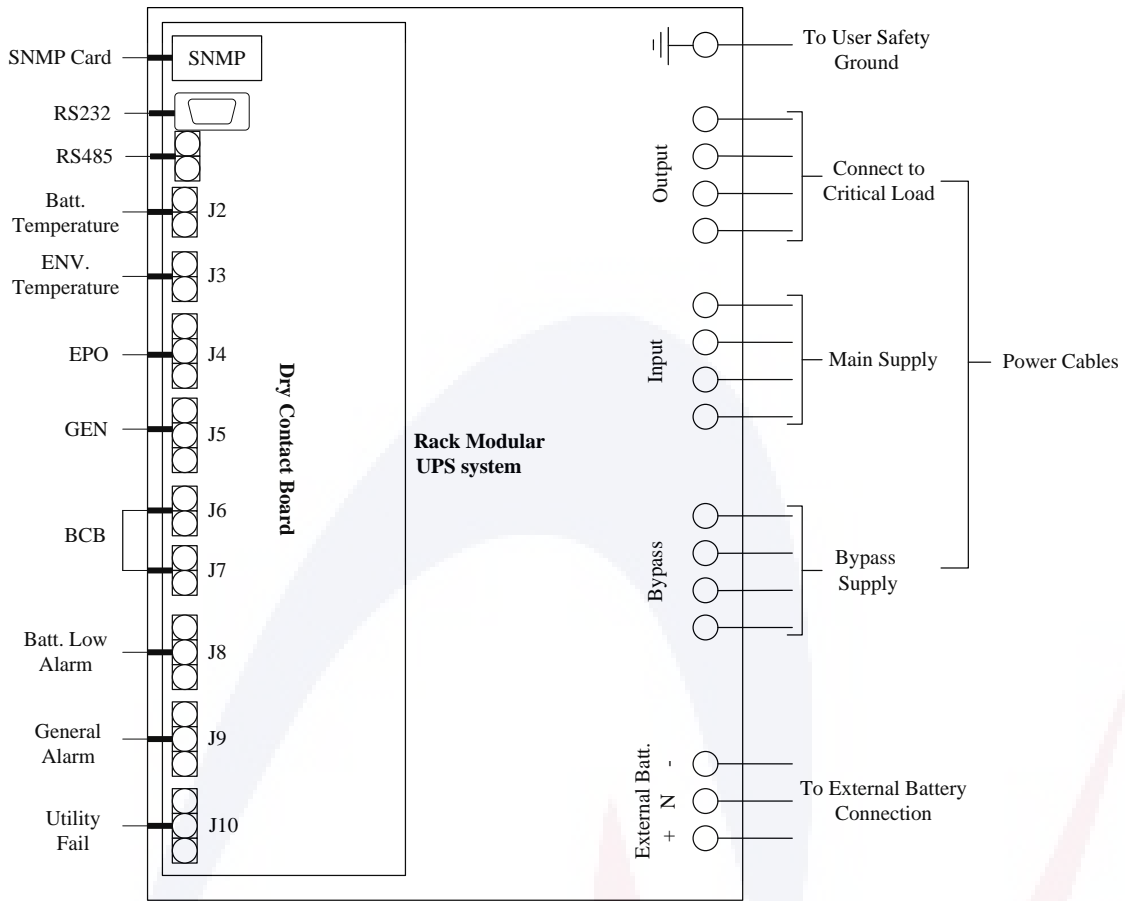 SNMP Card
SNMP
RS232
RS485
Batt.
Temperature
J2
ENV.
Temperature
J3
EPO
J4
GEN
J5
BCB
J6
J7
Batt. Low
Alarm
J8
General
Alarm
J9
Utility
Fail
J10
Dry Contact Board
Rack Modular
UPS system
To User Safety
Ground
Output
Connect to
Critical Load
Input
Main Supply
Power Cables
Bypass
Bypass
Supply
External Batt.
-
N
+
To External Battery
Connection